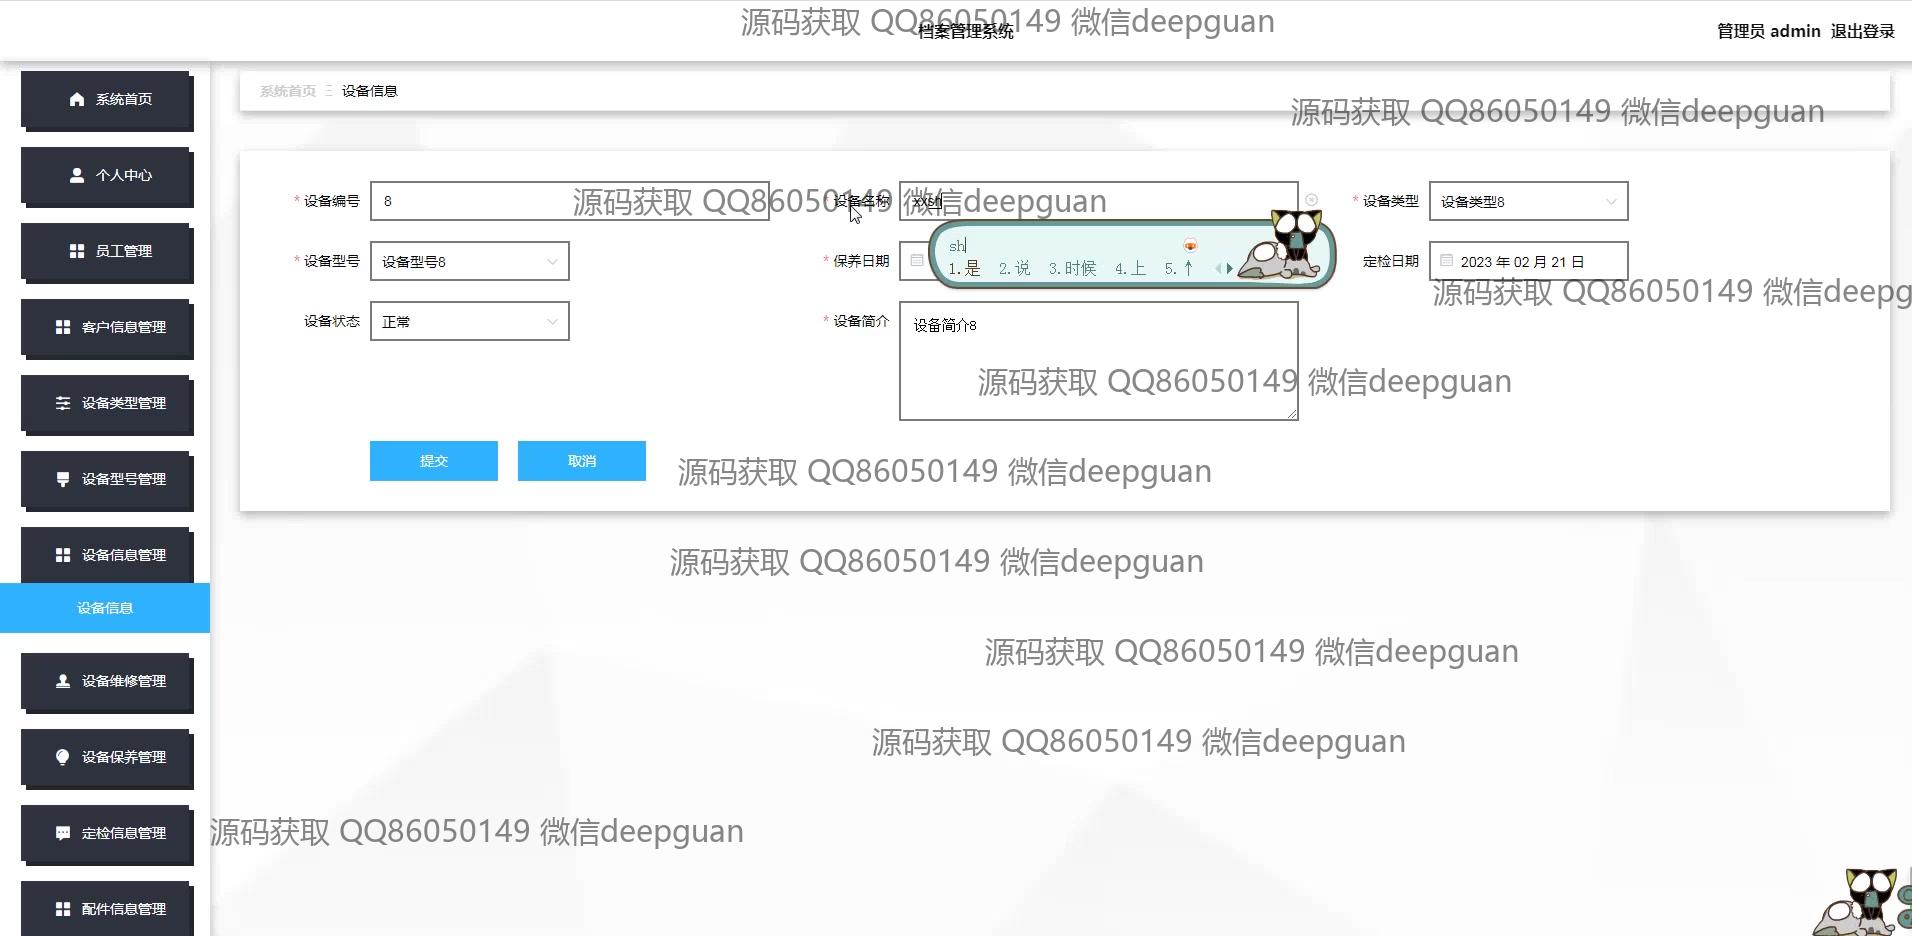 源码获取 QQ86050149 微信deepguan
档案管理系统
管理员 admin 退出登录
系统首页
个人中心
员工管理
客户信息管理
设备类型管理
设备型号管理
设备信息管理
设备信息
设备维修管理
设备保养管理
定检信息管理
配件信息管理
系统首页 设备信息
源码获取 QQ86050149 微信deepguan
* 设备编号 8
* 设备名称 xxsh
* 设备类型 设备类型8
源码获取 QQ86050149 微信deepguan
sh
1.是 2.说 3.时候 4.上 5.↑
* 设备型号 设备型号8
* 保养日期
定检日期 2023 年 02 月 21 日
源码获取 QQ86050149 微信deepg
设备状态 正常
* 设备简介 设备简介8
源码获取 QQ86050149 微信deepguan
提交 取消
源码获取 QQ86050149 微信deepguan
源码获取 QQ86050149 微信deepguan
源码获取 QQ86050149 微信deepguan
源码获取 QQ86050149 微信deepguan
源码获取 QQ86050149 微信deepguan